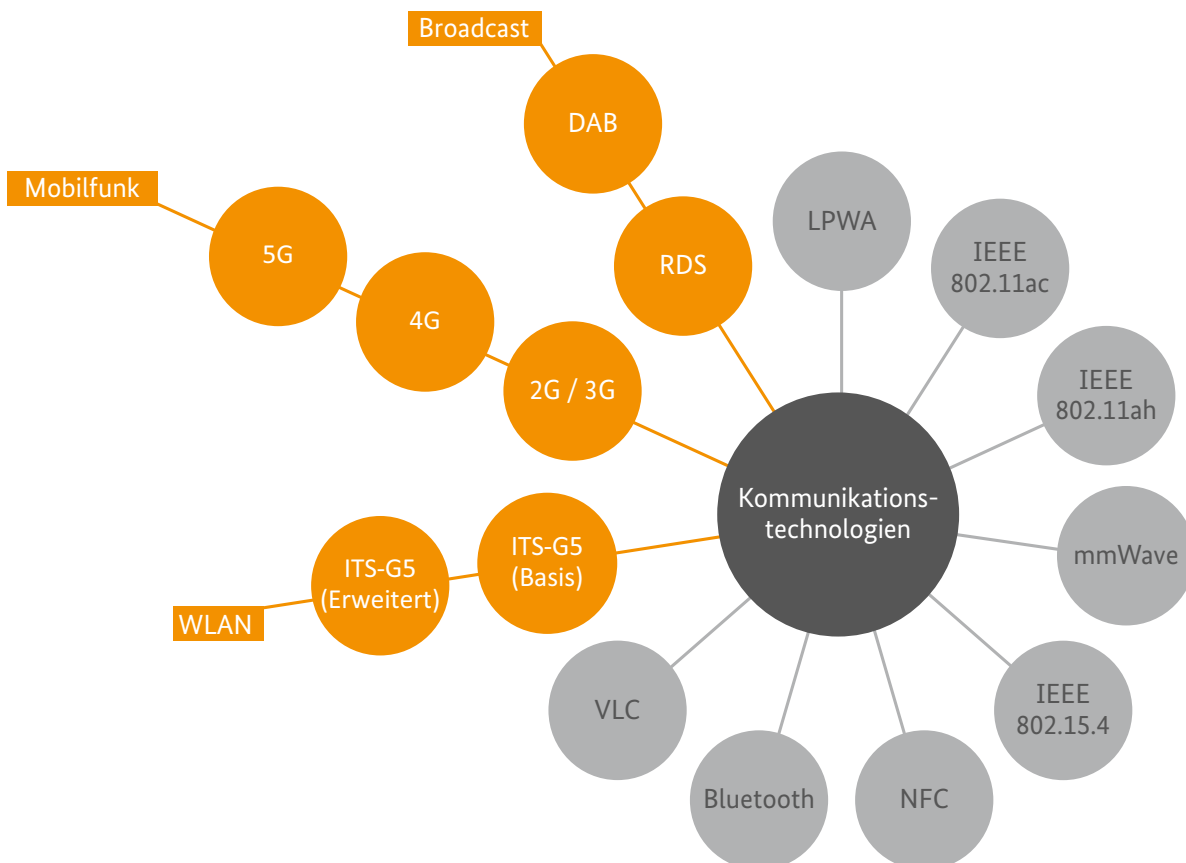 Broadcast
DAB
Mobilfunk
LPWA
5G
RDS
IEEE
802.11ac
4G
2G / 3G
IEEE
802.11ah
Kommunikations-
technologien
ITS-G5
(Basis)
mmWave
ITS-G5
(Erweitert)
WLAN
VLC
IEEE
802.15.4
Bluetooth
NFC